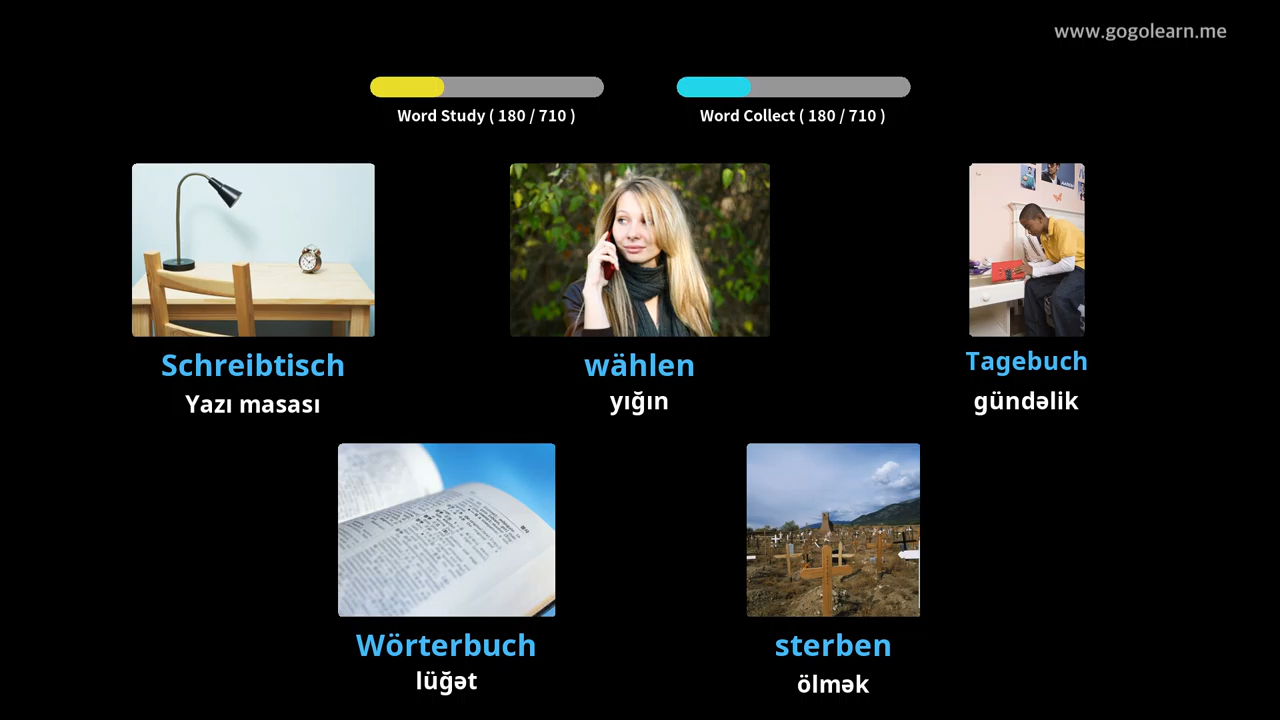 www.gogolearn.me
Word Study ( 180 / 710 )
Word Collect ( 180 / 710 )
Schreibtisch
Yazı masası
wählen
yığın
Tagebuch
gündəlik
Wörterbuch
lüğət
sterben
ölmək